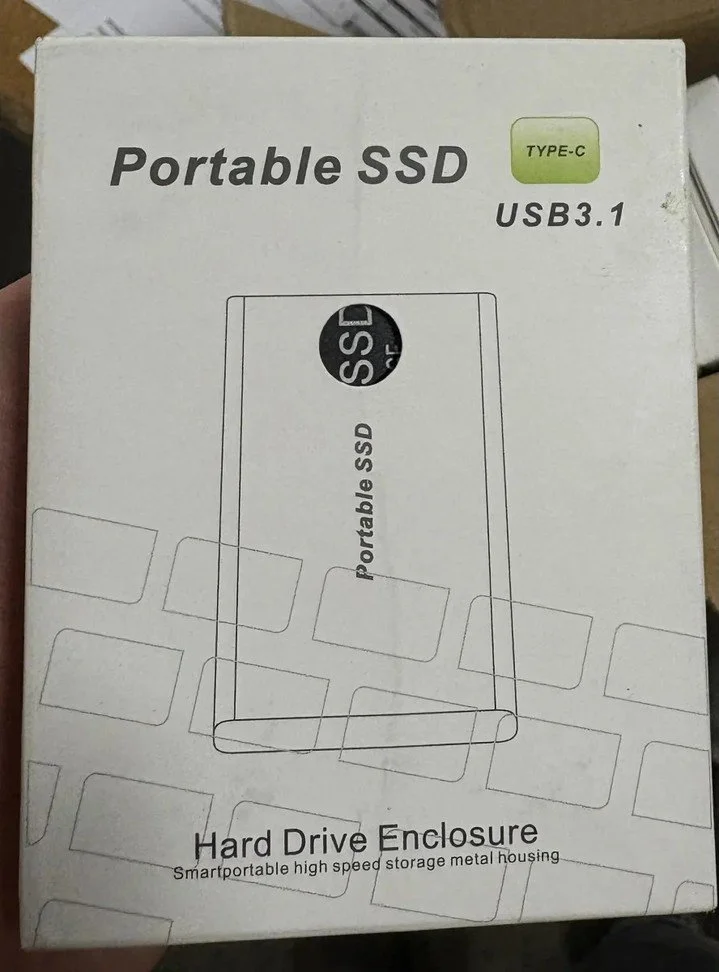 Portable SSD
TYPE-C
USB3.1
SSD
Portable SSD
Hard Drive Enclosure
Smartportable high speed storage metal housing